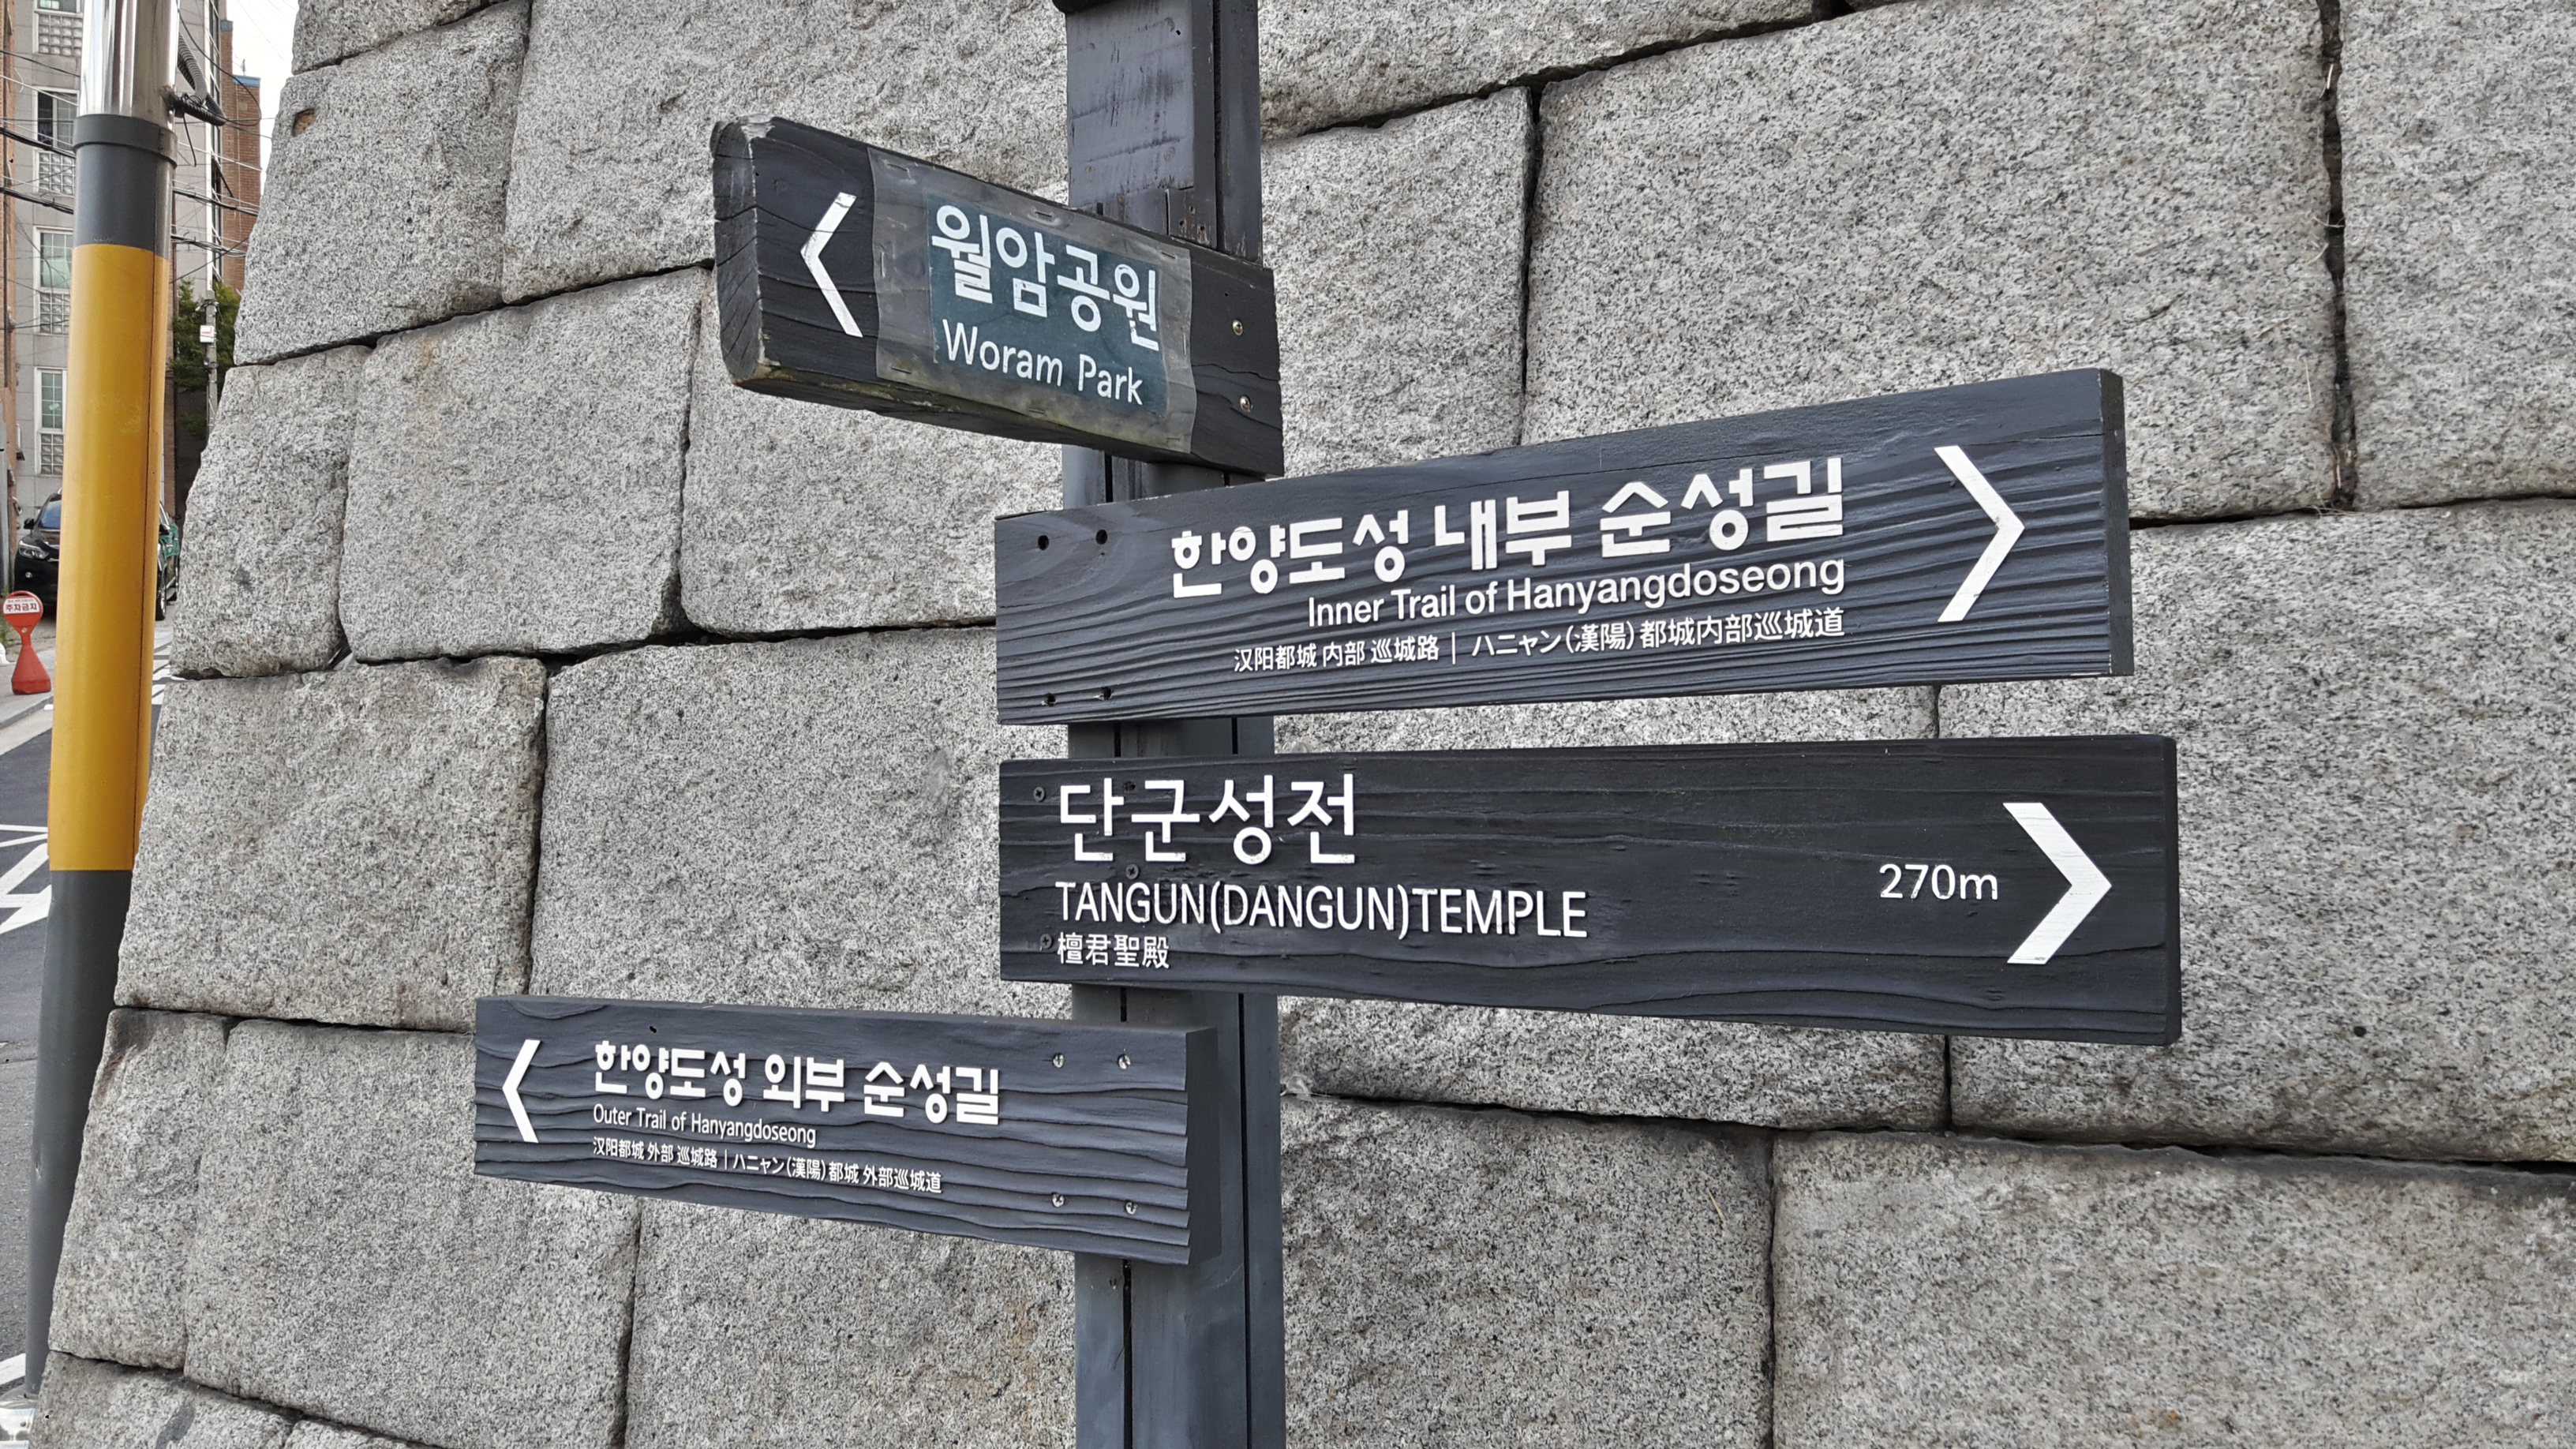 월암공원
Woram Park
한양도성 내부 순성길
Inner Trail of Hanyangdoseong
汉阳都城 内部 巡城路 | ハニャン(漢陽)都城内部巡城道
단군성전
TANGUN(DANGUN)TEMPLE
檀君聖殿
270m
한양도성 외부 순성길
Outer Trail of Hanyangdoseong
汉阳都城 外部 巡城路 | ハニャン(漢陽)都城 外部巡城道
주차금지